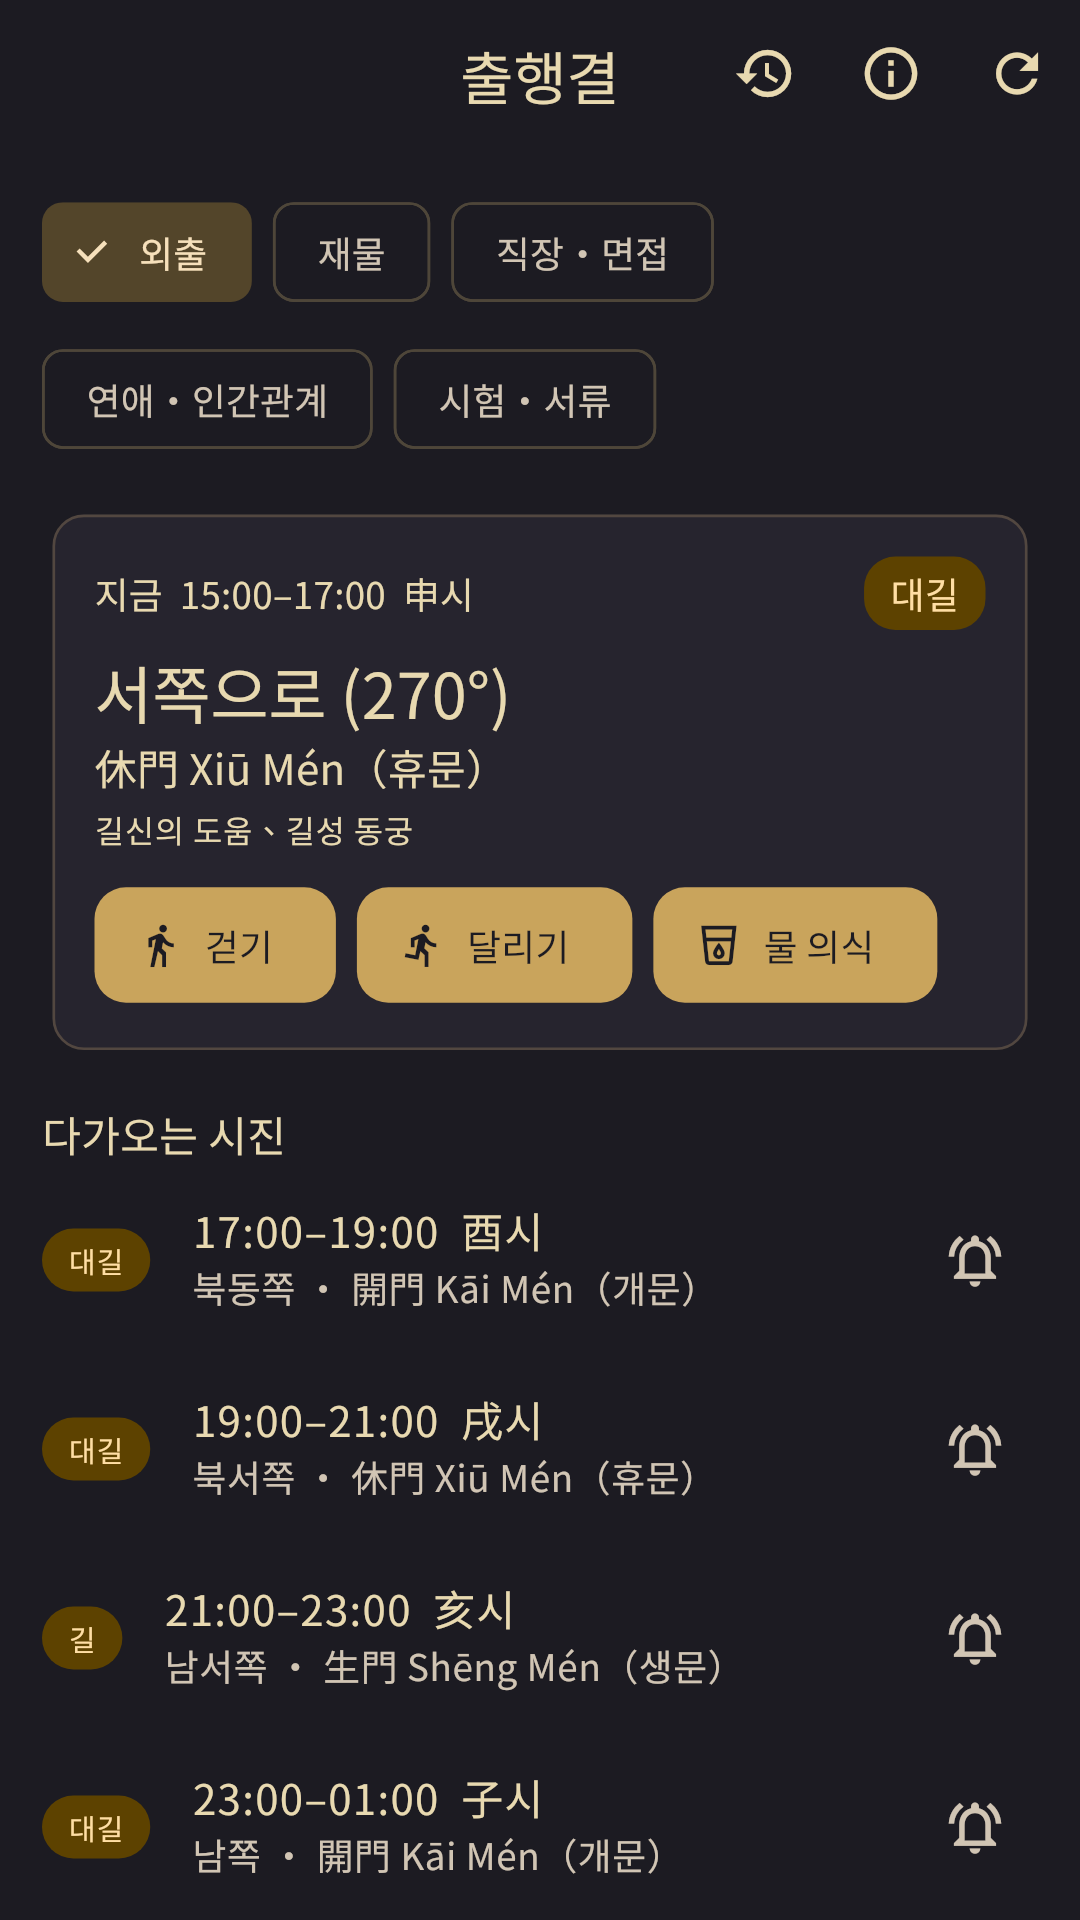 출행결
외출
재물
직장・면접
연애・인간관계
시험・서류
지금 15:00–17:00 申시
대길
서쪽으로 (270°)
休門 Xiū Mén（휴문）
길신의 도움、길성 동궁
걷기
달리기
물 의식
다가오는 시진
17:00–19:00 酉시
대길
북동쪽 ・ 開門 Kāi Mén（개문）
19:00–21:00 戌시
대길
북서쪽 ・ 休門 Xiū Mén（휴문）
21:00–23:00 亥시
길
남서쪽 ・ 生門 Shēng Mén（생문）
23:00–01:00 子시
대길
남쪽 ・ 開門 Kāi Mén（개문）